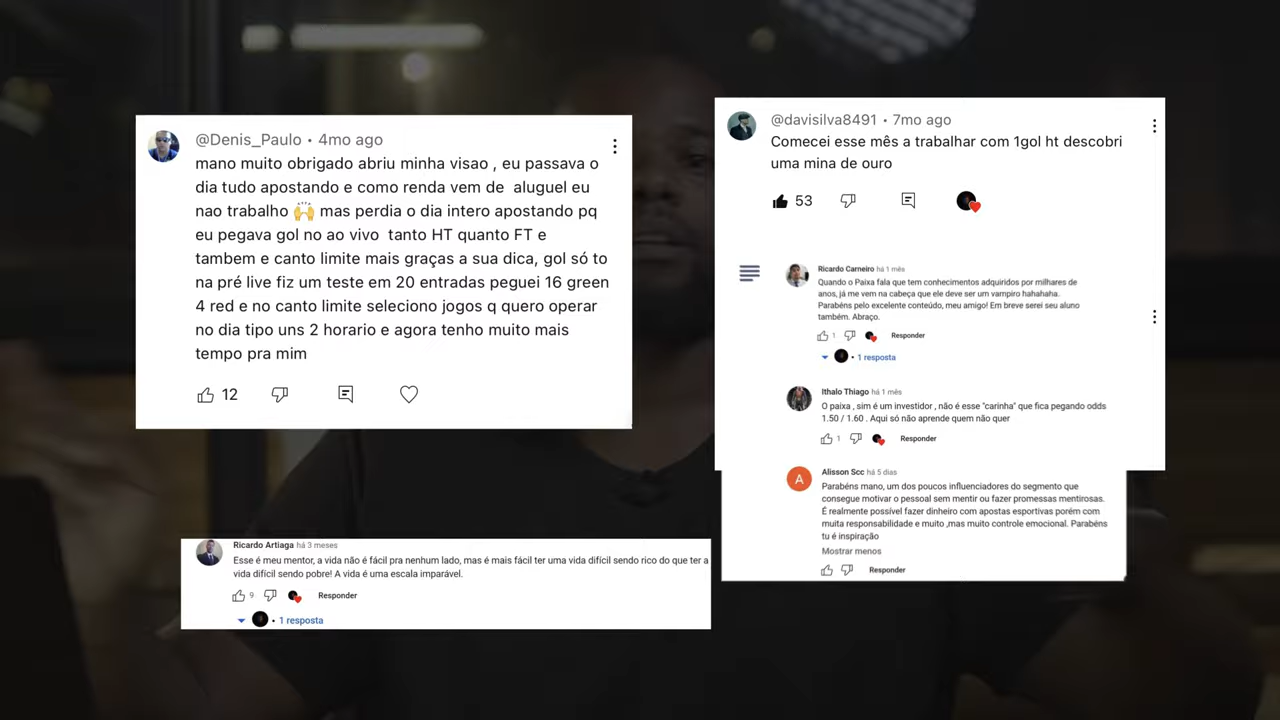 @Denis_Paulo • 4mo ago
mano muito obrigado abriu minha visao , eu passava o
dia tudo apostando e como renda vem de aluguel eu
nao trabalho 🙌 mas perdia o dia intero apostando pq
eu pegava gol no ao vivo tanto HT quanto FT e
tambem e canto limite mais graças a sua dica, gol só to
na pré live fiz um teste em 20 entradas peguei 16 green
4 red e no canto limite seleciono jogos q quero operar
no dia tipo uns 2 horario e agora tenho muito mais
tempo pra mim
12
@davisilva8491 • 7mo ago
Comecei esse mês a trabalhar com 1gol ht descobri
uma mina de ouro
53
Ricardo Carneiro há 1 mês
Quando o Paixa fala que tem conhecimentos adquiridos por milhares de
anos, já me vem na cabeça que ele deve ser um vampiro hahahaha.
Parabéns pelo excelente conteúdo, meu amigo! Em breve serei seu aluno
também. Abraço.
1 Responder
• 1 resposta
Ithalo Thiago há 1 mês
O paixa , sim é um investidor , não é esse "carinha" que fica pegando odds
1.50 / 1.60 . Aqui só não aprende quem não quer
1 Responder
A
Alisson Scc há 5 dias
Parabéns mano, um dos poucos influenciadores do segmento que
consegue motivar o pessoal sem mentir ou fazer promessas mentirosas.
É realmente possível fazer dinheiro com apostas esportivas porém com
muita responsabilidade e muito ,mas muito controle emocional. Parabéns
tu é inspiração
Mostrar menos
Responder
Ricardo Artiaga há 3 meses
Esse é meu mentor, a vida não é fácil pra nenhum lado, mas é mais fácil ter uma vida difícil sendo rico do que ter a
vida difícil sendo pobre! A vida é uma escala imparável.
9 Responder
• 1 resposta